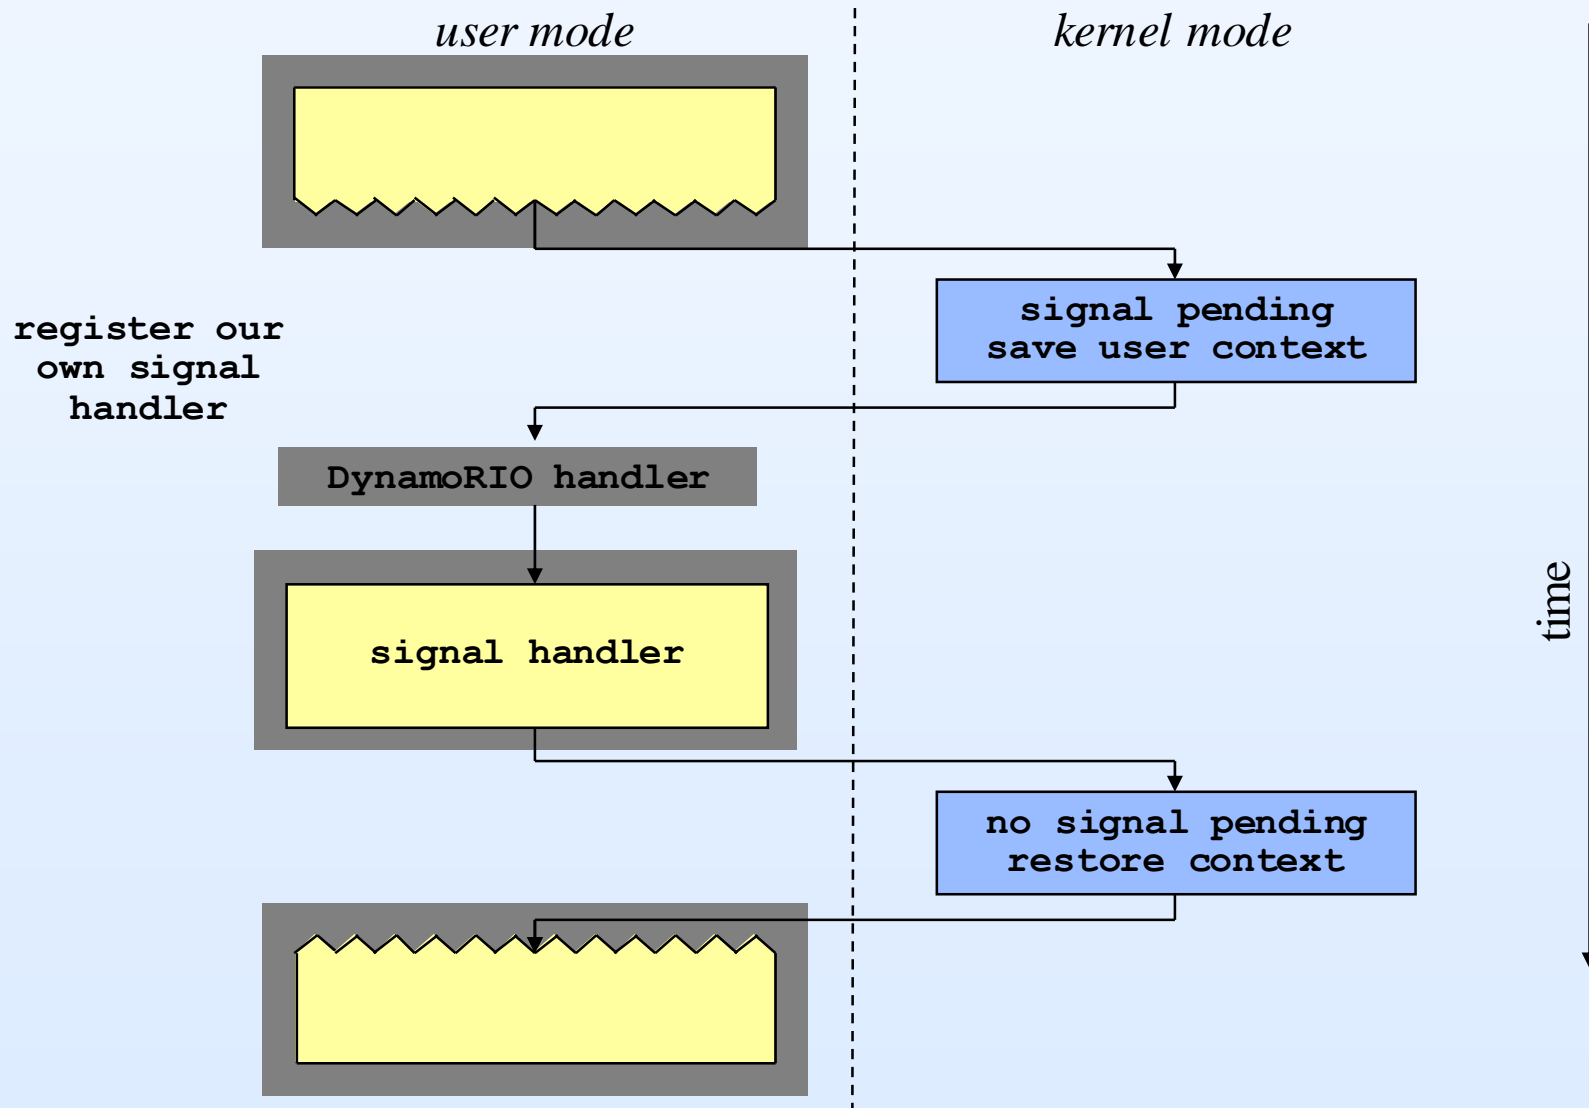 user mode
kernel mode
signal pending
save user context
register our
own signal
handler
DynamoRIO handler
signal handler
time
no signal pending
restore context